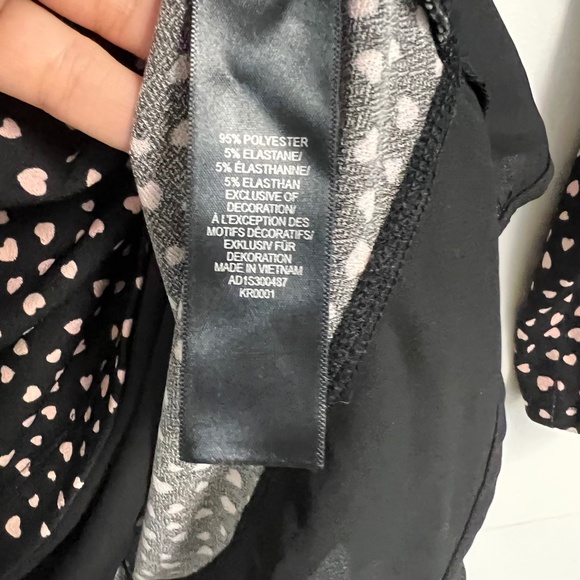 95% POLYESTER
5% ELASTANE/
5% ÉLASTHANNE/
5% ELASTHAN
EXCLUSIVE OF
DECORATION/
À L'EXCEPTION DES
MOTIFS DÉCORATIFS/
EXKLUSIV FÜR
DEKORATION
MADE IN VIETNAM
AD1S300487
KR0001